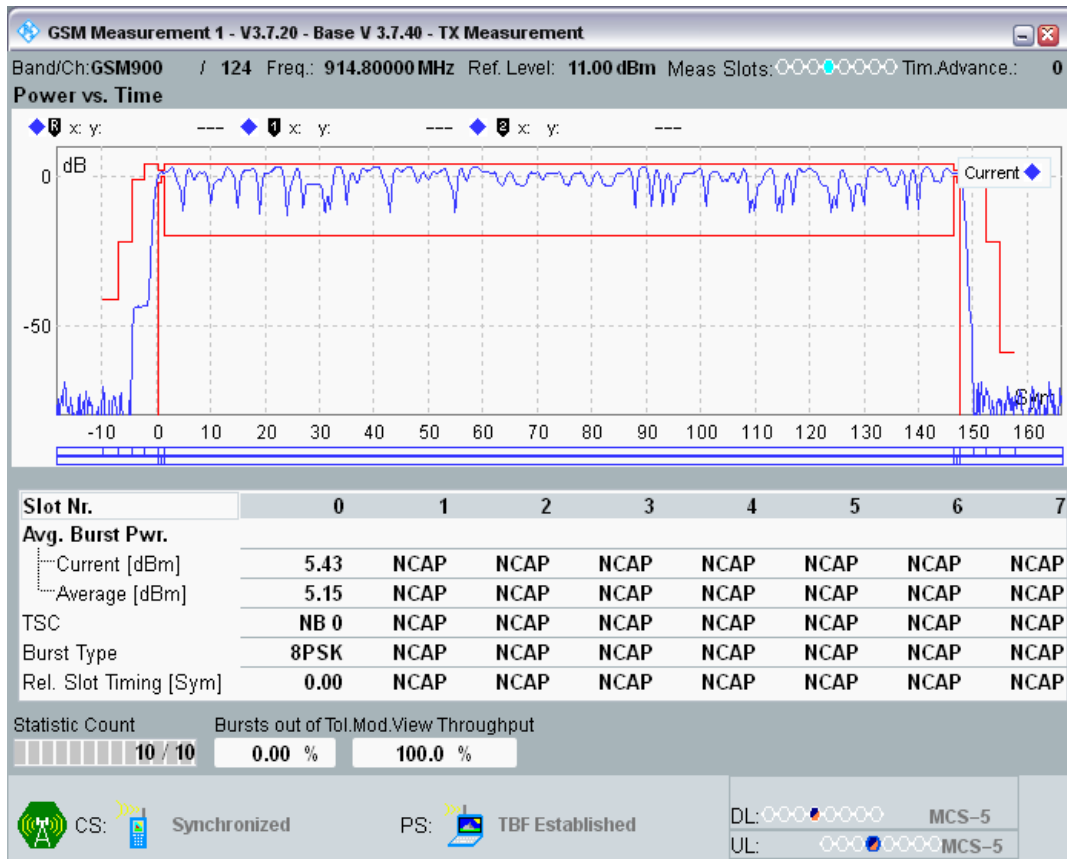 GSM Measurement 1 - V3.7.20 - Base V 3.7.40 - TX Measurement
Band/Ch:GSM900 / 124 Freq.: 914.80000 MHz Ref. Level: 11.00 dBm Meas Slots: Tim.Advance.: 0
Power vs. Time
R x: y: --- 1 x: y: --- 2 x: y: ---
dB
Current
0
-50
Sym
-10 0 10 20 30 40 50 60 70 80 90 100 110 120 130 140 150 160
Slot Nr. 0 1 2 3 4 5 6 7
Avg. Burst Pwr.
Current [dBm] 5.43 NCAP NCAP NCAP NCAP NCAP NCAP NCAP
Average [dBm] 5.15 NCAP NCAP NCAP NCAP NCAP NCAP NCAP
TSC NB 0 NCAP NCAP NCAP NCAP NCAP NCAP NCAP
Burst Type 8PSK NCAP NCAP NCAP NCAP NCAP NCAP NCAP
Rel. Slot Timing [Sym] 0.00 NCAP NCAP NCAP NCAP NCAP NCAP NCAP
Statistic Count Bursts out of Tol.Mod.View Throughput
10 / 10 0.00 % 100.0 %
CS: Synchronized PS: TBF Established
DL: MCS-5
UL: MCS-5